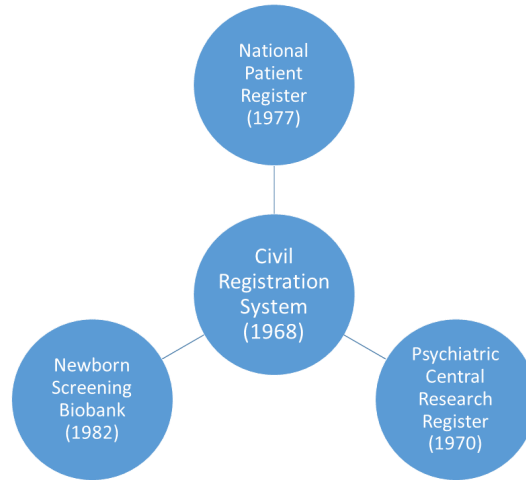 National
Patient
Register
(1977)
Civil
Registration
System
(1968)
Newborn
Screening
Biobank
(1982)
Psychiatric
Central
Research
Register
(1970)